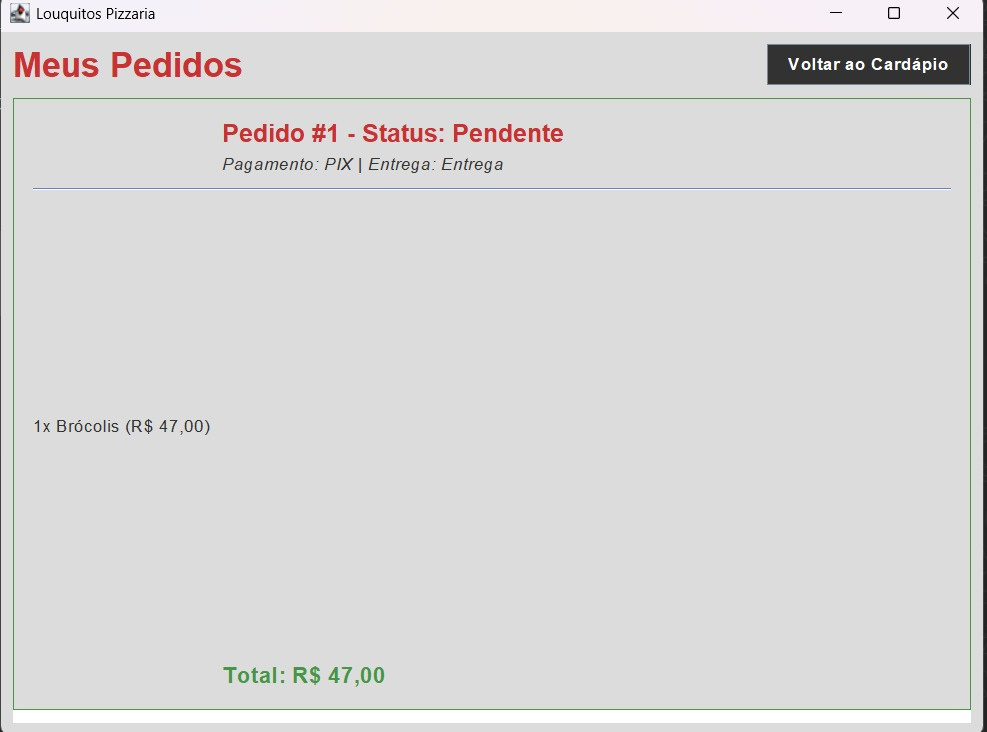 Louquitos Pizzaria
Meus Pedidos
Voltar ao Cardápio
Pedido #1 - Status: Pendente
Pagamento: PIX | Entrega: Entrega
1x Brócolis (R$ 47,00)
Total: R$ 47,00